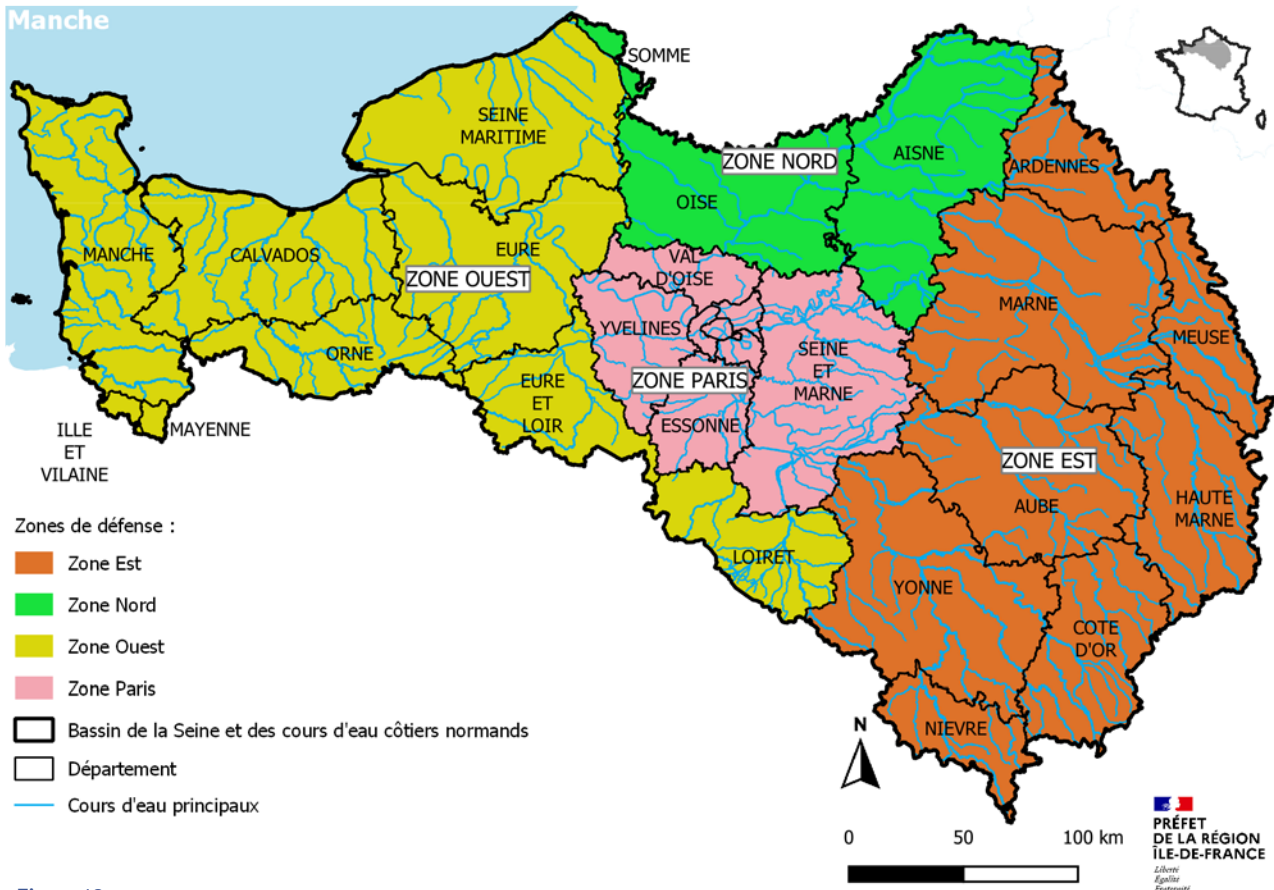 Manche
SOMME
SEINE
MARITIME
ZONE NORD
AISNE
ARDENNES
OISE
MANCHE
CALVADOS
EURE
VAL
D'OISE
ZONE OUEST
MARNE
YVELINES
MEUSE
ORNE
SEINE
ET
MARNE
ZONE PARIS
EURE
ET
LOIR
ESSONNE
ILLE
ET
VILAINE
MAYENNE
ZONE EST
AUBE
HAUTE
MARNE
LOIRET
YONNE
COTE
D'OR
NIEVRE
Zones de défense :
Zone Est
Zone Nord
Zone Ouest
Zone Paris
Bassin de la Seine et des cours d'eau côtiers normands
Département
Cours d'eau principaux
N
0 50 100 km
PRÉFET
DE LA RÉGION
ÎLE-DE-FRANCE
Liberté
Égalité
Fraternité